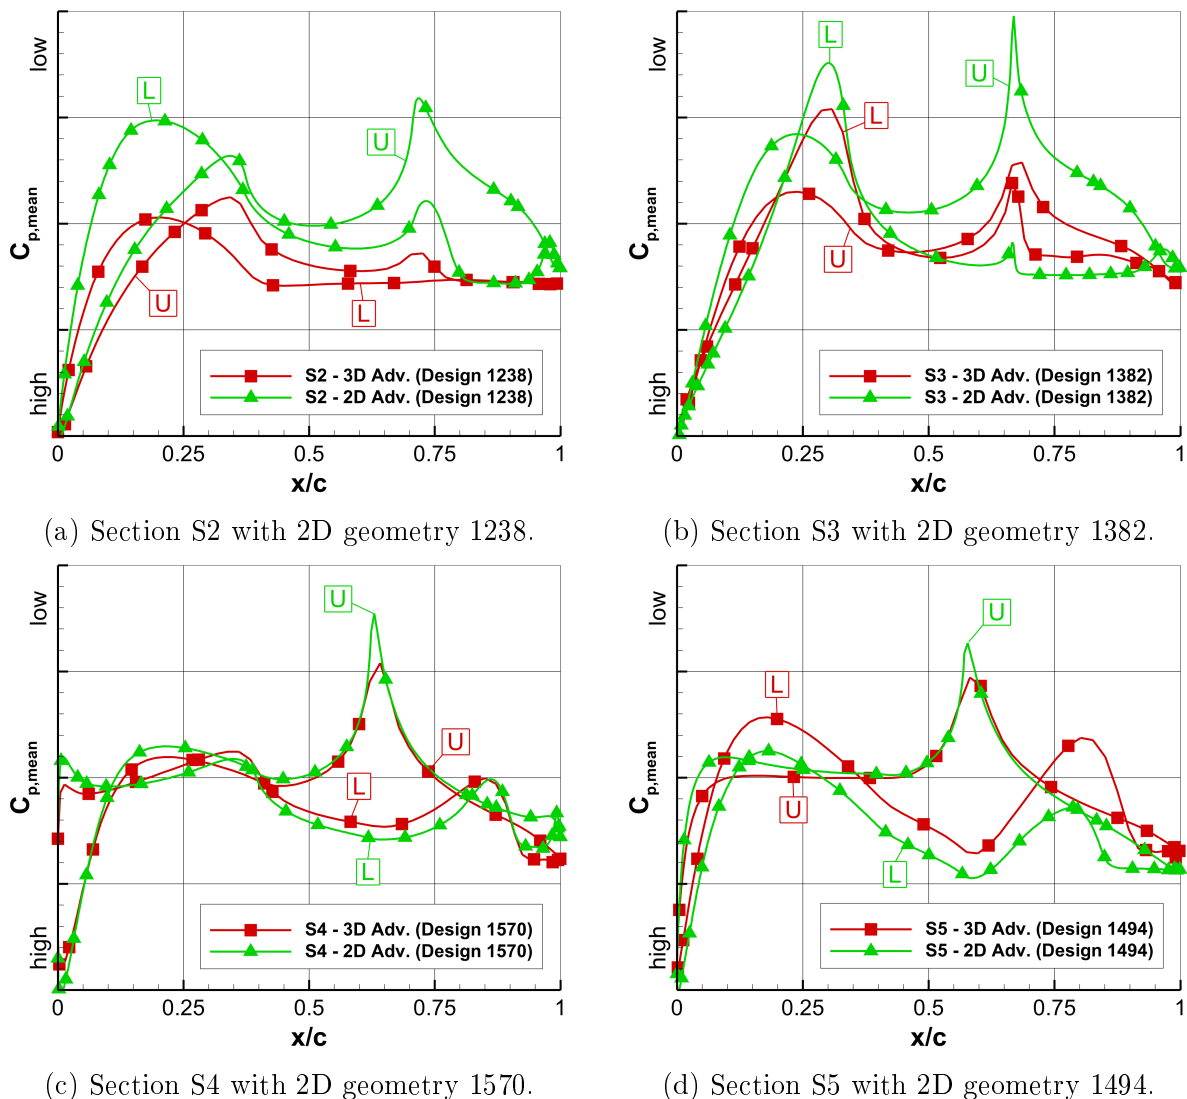 low
high
C p,mean
L
U
U
L
S2 - 3D Adv. (Design 1238)
S2 - 2D Adv. (Design 1238)
0 0.25 0.5 0.75 1
x/c
(a) Section S2 with 2D geometry 1238.
low
high
C p,mean
L
U
L
U
S3 - 3D Adv. (Design 1382)
S3 - 2D Adv. (Design 1382)
0 0.25 0.5 0.75 1
x/c
(b) Section S3 with 2D geometry 1382.
low
high
C p,mean
U
U
L
L
S4 - 3D Adv. (Design 1570)
S4 - 2D Adv. (Design 1570)
0 0.25 0.5 0.75 1
x/c
(c) Section S4 with 2D geometry 1570.
low
high
C p,mean
U
L
U
L
S5 - 3D Adv. (Design 1494)
S5 - 2D Adv. (Design 1494)
0 0.25 0.5 0.75 1
x/c
(d) Section S5 with 2D geometry 1494.